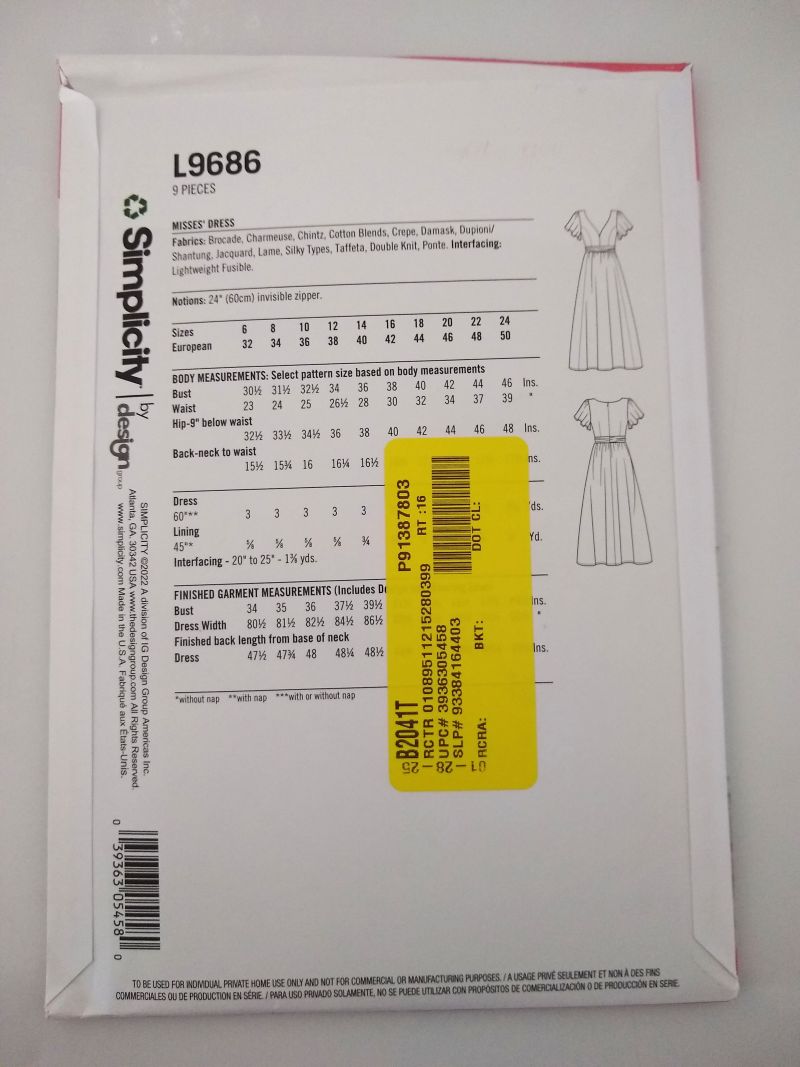 L9686
9 PIECES
MISSES' DRESS
Fabrics: Brocade, Charmeuse, Chintz, Cotton Blends, Crepe, Damask, Dupioni/
Shantung, Jacquard, Lame, Silky Types, Taffeta, Double Knit, Ponte. Interfacing:
Lightweight Fusible.
Notions: 24" (60cm) invisible zipper.
Sizes 6 8 10 12 14 16 18 20 22 24
European 32 34 36 38 40 42 44 46 48 50
BODY MEASUREMENTS: Select pattern size based on body measurements
Bust 30½ 31½ 32½ 34 36 38 40 42 44 46 Ins.
Waist 23 24 25 26½ 28 30 32 34 37 39 "
Hip-9" below waist
32½ 33½ 34½ 36 38 40 42 44 46 48 Ins.
Back-neck to waist
15½ 15¾ 16 16¼ 16½ ns.
Dress
60"*** 3 3 3 3 3 ds.
Lining
45"* ⅝ ⅝ ⅝ ⅝ ¾ Yd.
Interfacing - 20" to 25" - 1⅜ yds.
FINISHED GARMENT MEASUREMENTS (Includes De
Bust 34 35 36 37½ 39½ Ins.
Dress Width 80½ 81½ 82½ 84½ 86½ "
Finished back length from base of neck
Dress 47½ 47¾ 48 48¼ 48½ Ins.
*without nap **with nap ***with or without nap
Simplicity by design group
SIMPLICITY ©2022 A division of IG Design Group Americas Inc.
Atlanta, GA. 30342 USA www.thedesigngroup.com All Rights Reserved.
www.simplicity.com Made in the U.S.A. Fabriqué aux États-Unis.
0 39363 05458 0
P91387803
RT :16
DOT CL:
B2041T
RCTR 01089511215280399
UPC# 3936305458
SLP# 93384164403
RCRA: BKT:
01-28-25
TO BE USED FOR INDIVIDUAL PRIVATE HOME USE ONLY AND NOT FOR COMMERCIAL OR MANUFACTURING PURPOSES. / A USAGE PRIVÉ SEULEMENT ET NON À DES FINS
COMMERCIALES OU DE PRODUCTION EN SÉRIE. / PARA USO PRIVADO SOLAMENTE, NO SE PUEDE UTILIZAR CON PROPÓSITOS DE COMERCIALIZACIÓN O DE PRODUCCIÓN EN SERIE.